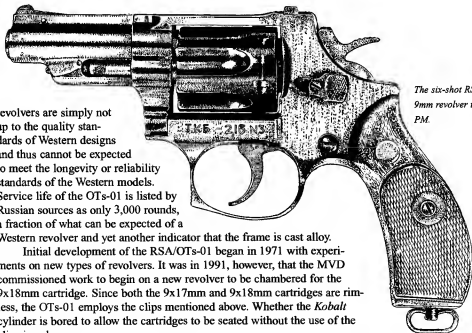 The six-shot
9mm revolver
PM.
revolvers are simply not
up to the quality stan-
dards of Western designs
and thus cannot be expected
to meet the longevity or reliability
standards of the Western models.
Service life of the OTs-01 is listed by
Russian sources as only 3,000 rounds,
a fraction of what can be expected of a
Western revolver and yet another indicator that the frame is cast alloy.
Initial development of the RSA/OTs-01 began in 1971 with experi-
ments on new types of revolvers. It was in 1991, however, that the MVD
commissioned work to begin on a new revolver to be chambered for the
9x18mm cartridge. Since both the 9x17mm and 9x18mm cartridges are rim-
less, the OTs-01 employs the clips mentioned above. Whether the Kobalt
cylinder is bored to allow the cartridges to be seated without the use of the